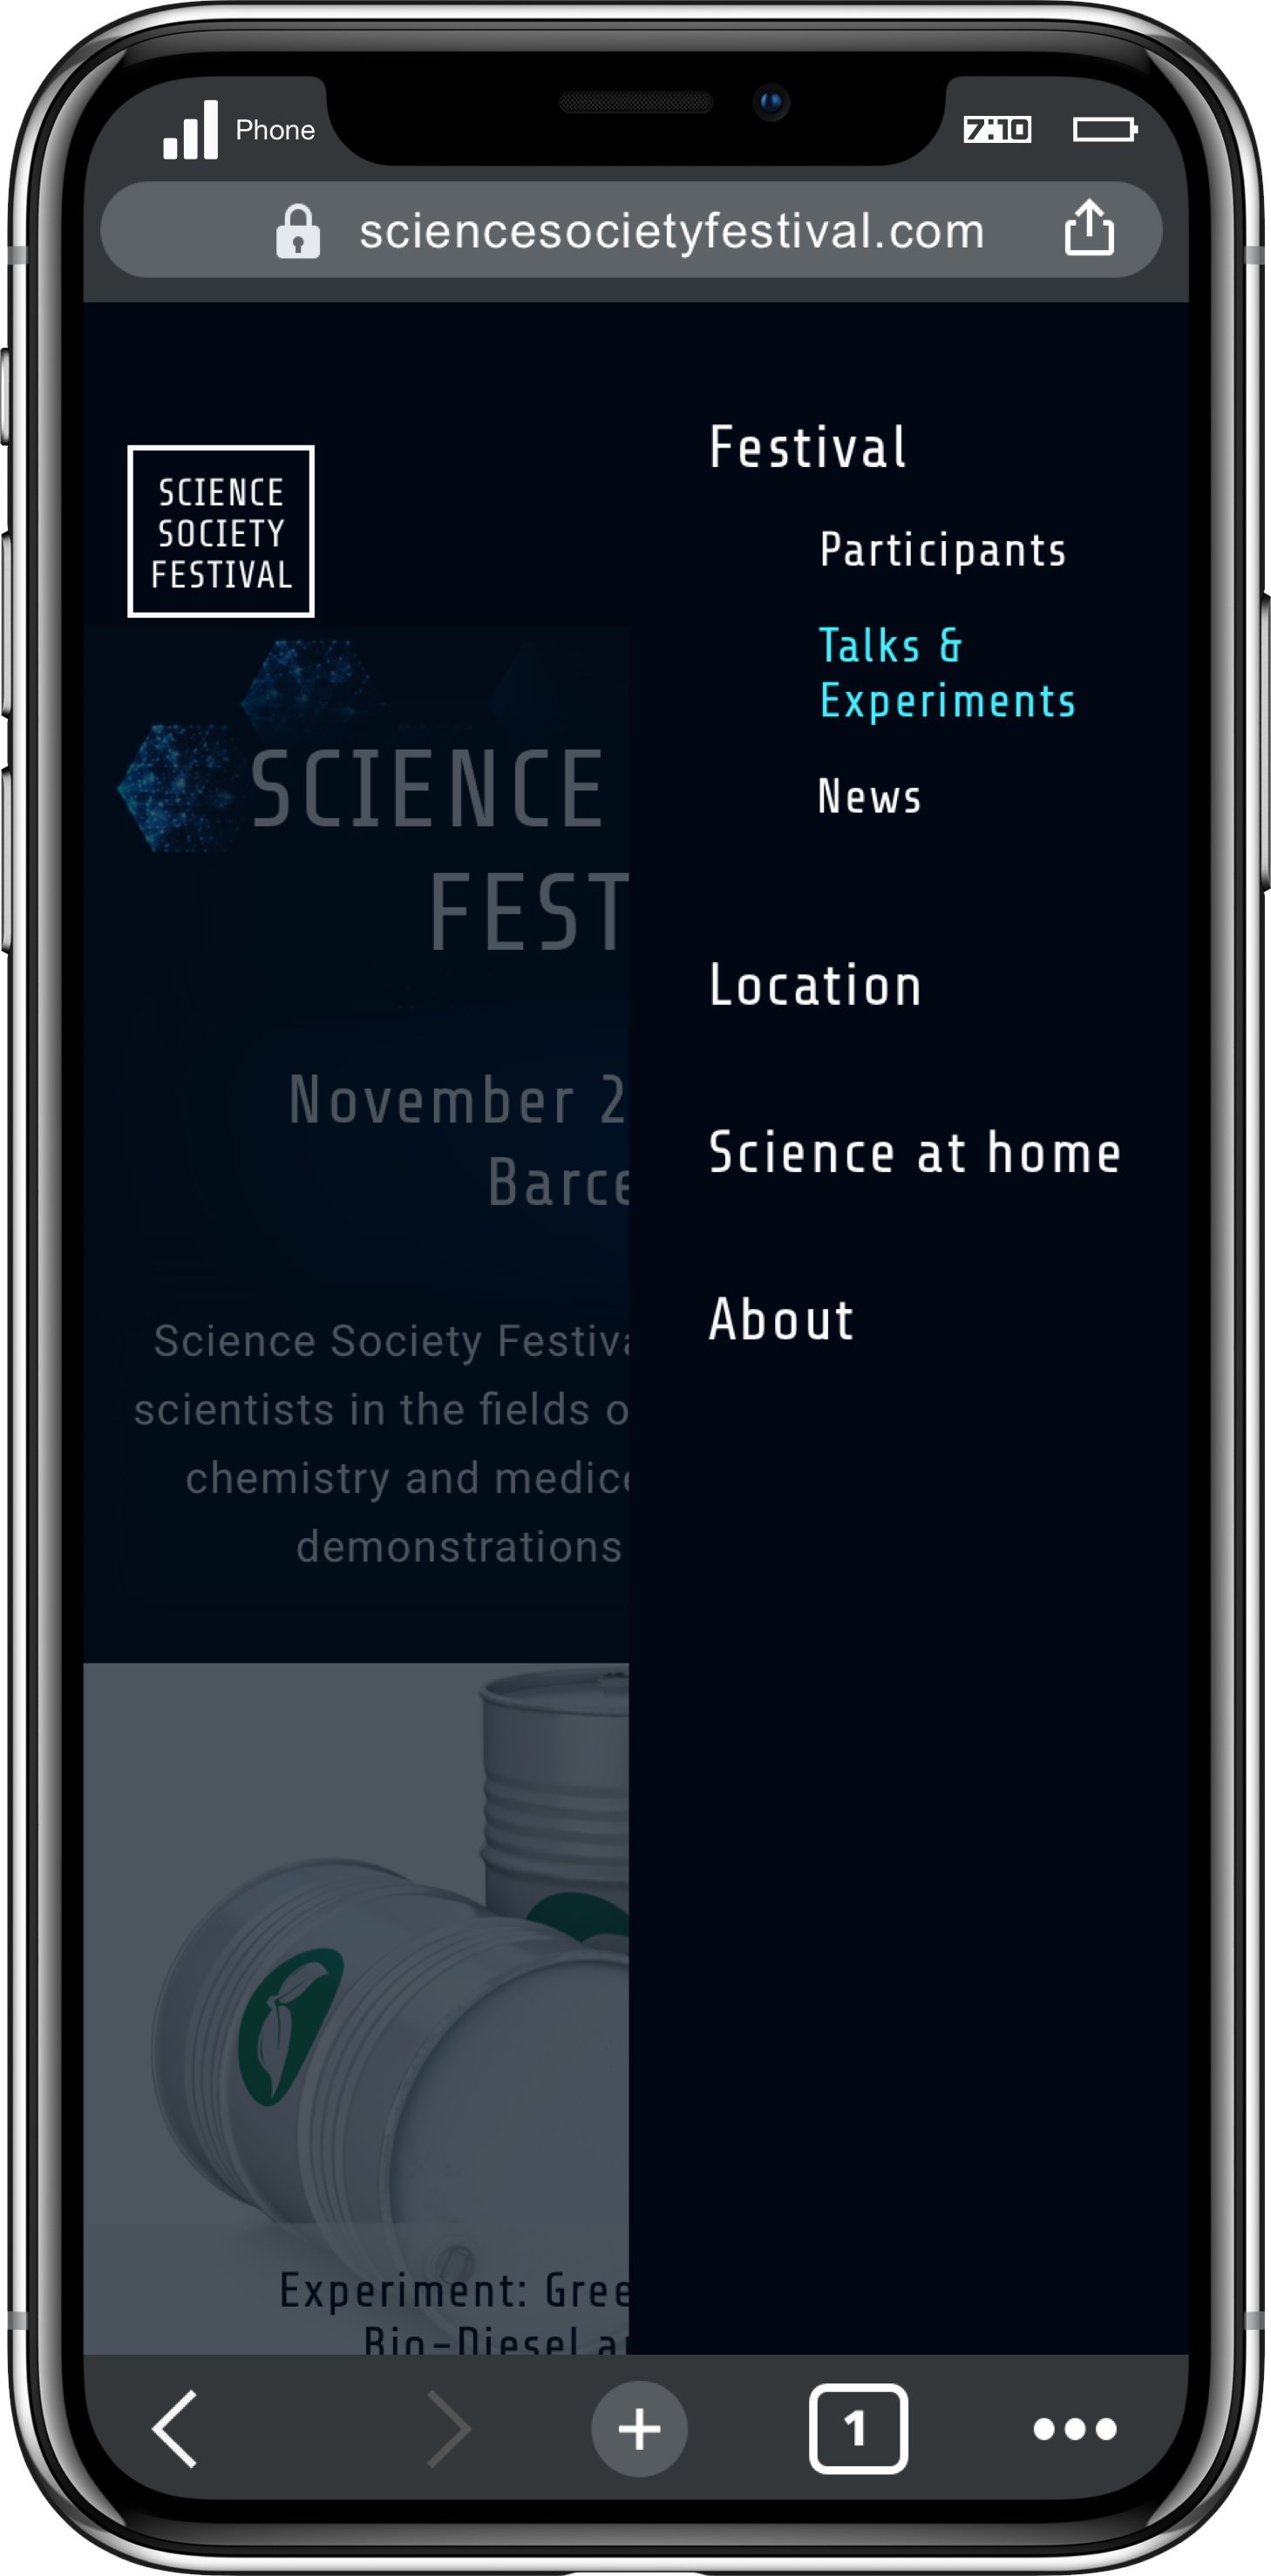 Phone
7:10
sciencesocietyfestival.com
SCIENCE
SOCIETY
FESTIVAL
Festival
Participants
Talks &
Experiments
News
Location
Science at home
About
SCIENCE
FEST
November 2
Barce
Science Society Festiva
scientists in the fields o
chemistry and medice
demonstrations
Experiment: Gree
Bio-Diesel a
1